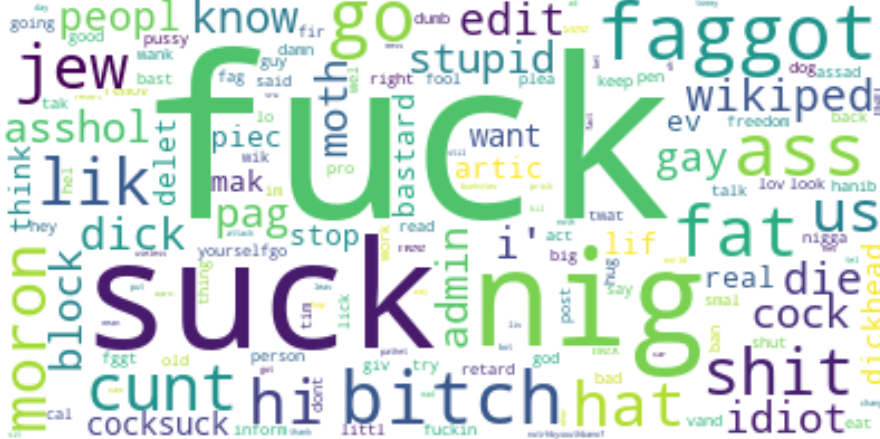 going
peopl
know
go
edit
faggot
good
pussy
fir
dumb
wank
damn
jew
bast
fag
guy
said
moth
stupid
right
fool
plea
keep
pen
dog
assad
tak
fuck
wikiped
asshol
delet
piec
lo
bastard
want
ev
freedom
back
wik
gay
ass
think
lik
mak
im
pro
artic
talk
lov
look
hanib
hel
pag
twat
us
hey
dick
stop
read
i'
act
lif
fat
nigga
yourselfgo
work
big
hug
moron
block
thing
suck
admin
nig
say
real
die
dickhead
tim
lick
post
smal
cock
ban
fggt
old
person
giv
try
god
shut
retard
cunt
hi
dont
bitch
bad
hat
shit
cal
cocksuck
inform
littl
fuckin
vand
idiot
eat